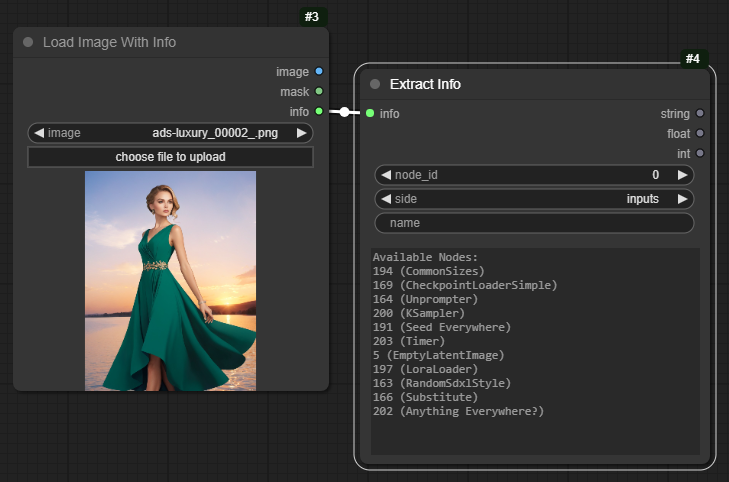 #3
Load Image With Info
image
mask
info
image ads-luxury_00002_.png
choose file to upload
#4
Extract Info
info string
float
int
node_id 0
side inputs
name
Available Nodes:
194 (CommonSizes)
169 (CheckpointLoaderSimple)
164 (Unprompter)
200 (KSampler)
191 (Seed Everywhere)
203 (Timer)
5 (EmptyLatentImage)
197 (LoraLoader)
163 (RandomSdxlStyle)
166 (Substitute)
202 (Anything Everywhere?)